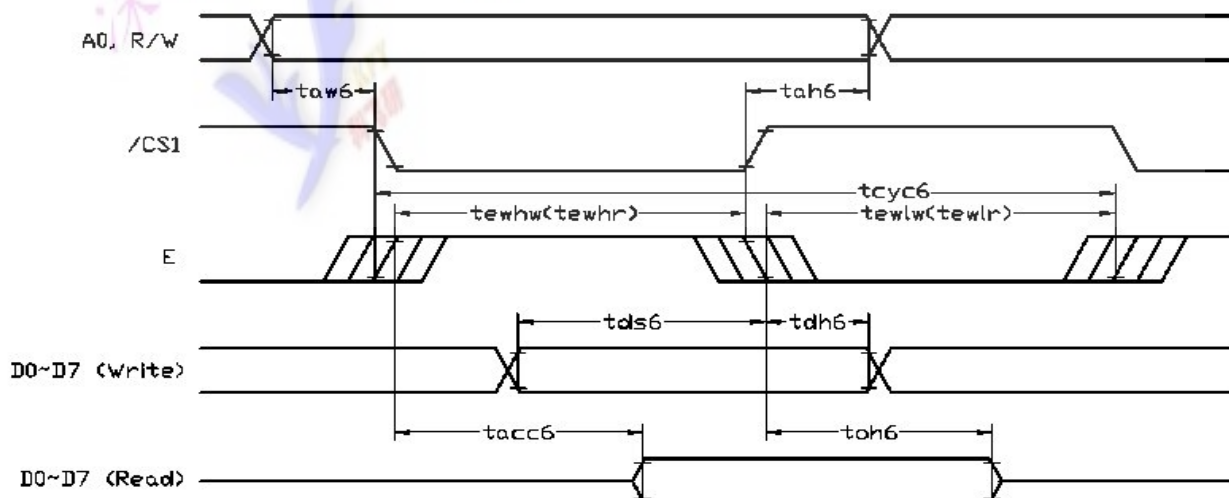 A0, R/W
taw6
tah6
/CS1
tcyc6
tewhw(tewhr)
tewlw(tewlr)
E
tds6
tdh6
D0~D7 (Write)
tacc6
toh6
D0~D7 (Read)